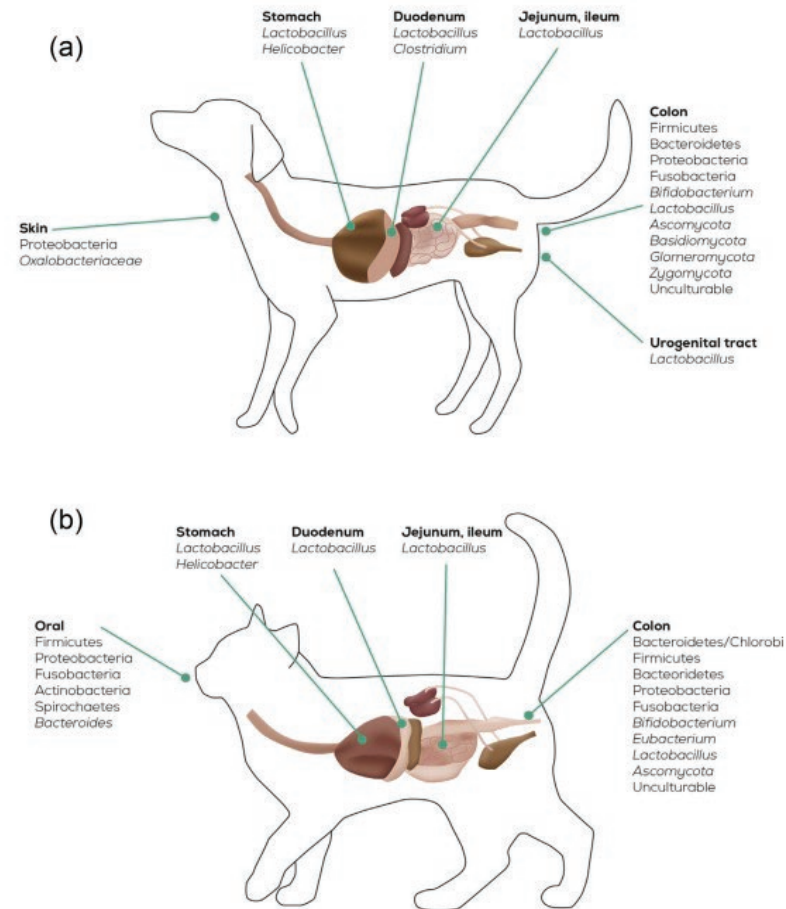 (a)
Stomach
Lactobacillus
Helicobacter
Duodenum
Lactobacillus
Clostridium
Jejunum, ileum
Lactobacillus
Colon
Firmicutes
Bacteroidetes
Proteobacteria
Fusobacteria
Bifidobacterium
Lactobacillus
Ascomycota
Basidiomycota
Glomeromycota
Zygomycota
Unculturable
Skin
Proteobacteria
Oxalobacteriaceae
Urogenital tract
Lactobacillus
(b)
Stomach
Lactobacillus
Helicobacter
Duodenum
Lactobacillus
Jejunum, ileum
Lactobacillus
Oral
Firmicutes
Proteobacteria
Fusobacteria
Actinobacteria
Spirochaetes
Bacteroides
Colon
Bacteroidetes/Chlorobi
Firmicutes
Bacteoridetes
Proteobacteria
Fusobacteria
Bifidobacterium
Eubacterium
Lactobacillus
Ascomycota
Unculturable